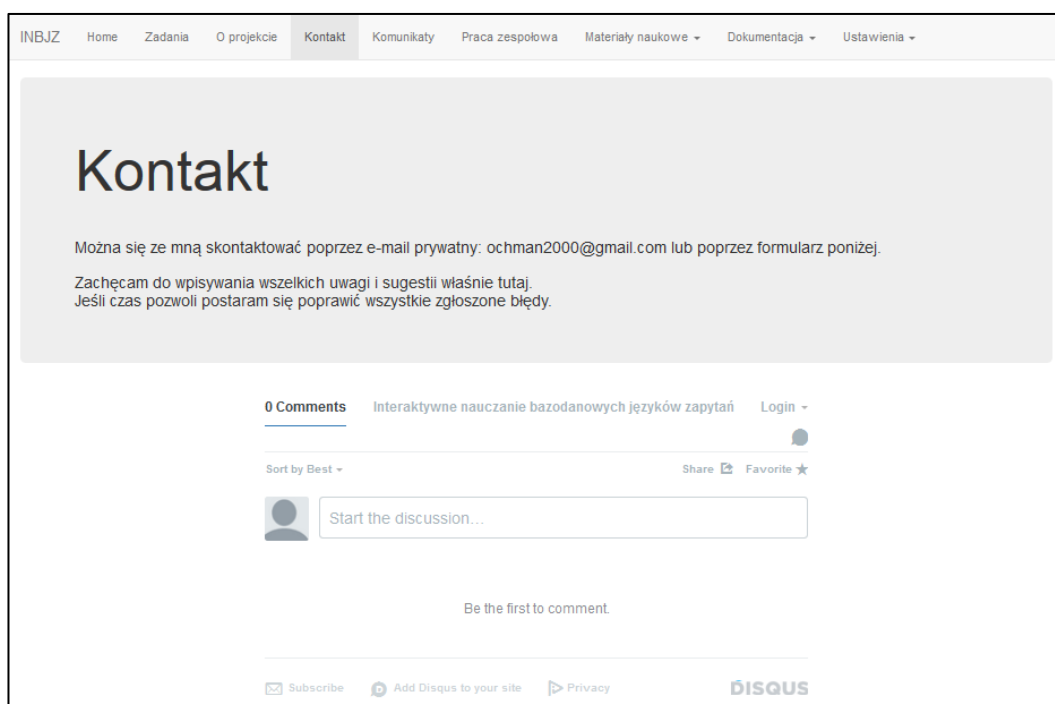 INBJZ Home Zadania O projekcie Kontakt Komunikaty Praca zespołowa Materiały naukowe Dokumentacja Ustawienia
Kontakt
Można się ze mną skontaktować poprzez e-mail prywatny: ochman2000@gmail.com lub poprzez formularz poniżej.
Zachęcam do wpisywania wszelkich uwagi i sugestii właśnie tutaj.
Jeśli czas pozwoli postaram się poprawić wszystkie zgłoszone błędy.
0 Comments Interaktywne nauczanie bazodanowych języków zapytań Login
Sort by Best Share Favorite
Start the discussion...
Be the first to comment.
Subscribe Add Disqus to your site Privacy DISQUS